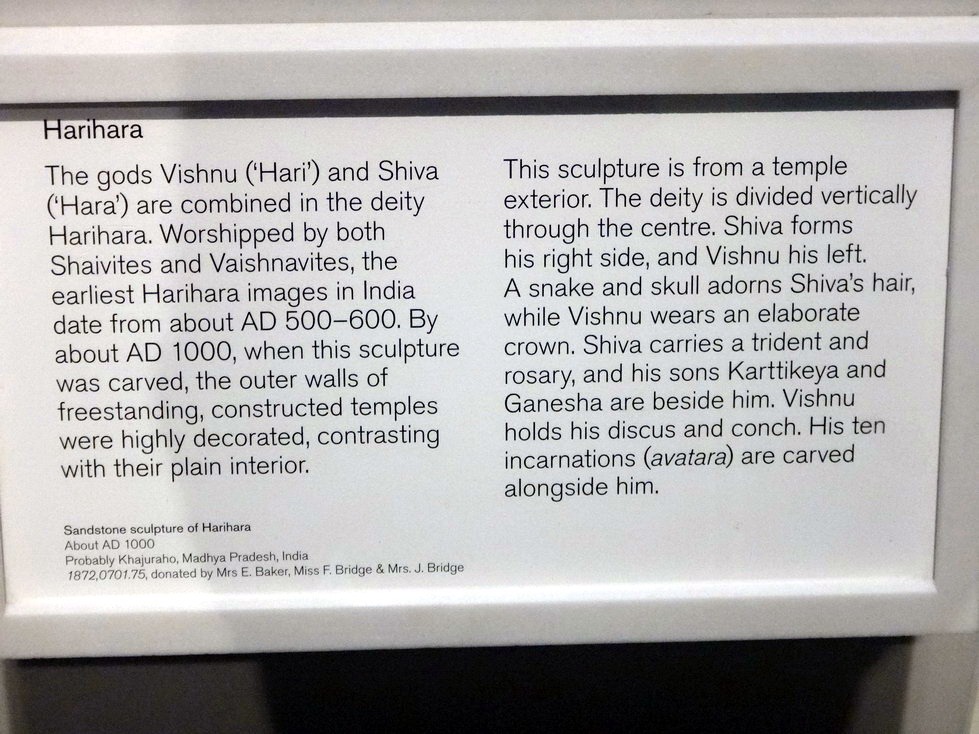 Harihara
The gods Vishnu (‘Hari’) and Shiva
(‘Hara’) are combined in the deity
Harihara. Worshipped by both
Shaivites and Vaishnavites, the
earliest Harihara images in India
date from about AD 500–600. By
about AD 1000, when this sculpture
was carved, the outer walls of
freestanding, constructed temples
were highly decorated, contrasting
with their plain interior.
This sculpture is from a temple
exterior. The deity is divided vertically
through the centre. Shiva forms
his right side, and Vishnu his left.
A snake and skull adorns Shiva’s hair,
while Vishnu wears an elaborate
crown. Shiva carries a trident and
rosary, and his sons Karttikeya and
Ganesha are beside him. Vishnu
holds his discus and conch. His ten
incarnations (avatara) are carved
alongside him.
Sandstone sculpture of Harihara
About AD 1000
Probably Khajuraho, Madhya Pradesh, India
1872,0701.75, donated by Mrs E. Baker, Miss F. Bridge & Mrs. J. Bridge